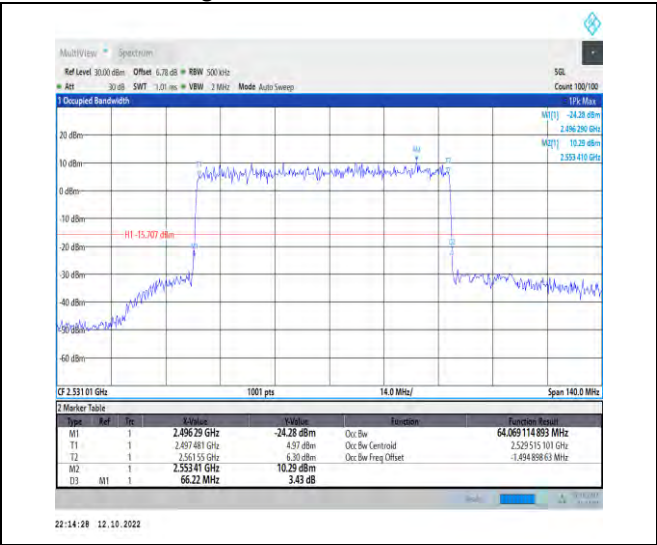 MultiView Spectrum
Ref Level 30.00 dBm Offset 6.78 dB RBW 500 kHz SGL
Att 30 dB SWT 1.01 ms VBW 2 MHz Mode Auto Sweep Count 100/100
1 Occupied Bandwidth 1Pk Max
M1[1] -24.28 dBm
2.496 290 GHz
M2[1] 10.29 dBm
2.553 410 GHz
20 dBm
M2
T1 T2
10 dBm
0 dBm
-10 dBm
H1 -15.707 dBm
-20 dBm
-30 dBm
-40 dBm
-50 dBm
-60 dBm
CF 2.531 01 GHz 1001 pts 14.0 MHz/ Span 140.0 MHz
2 Marker Table
Type Ref Trc X-Value Y-Value Function Function Result
M1 1 2.496 29 GHz -24.28 dBm Occ Bw 64.069 114 893 MHz
T1 1 2.497 481 GHz 4.97 dBm Occ Bw Centroid 2.529 515 101 GHz
T2 1 2.561 55 GHz 6.30 dBm Occ Bw Freq Offset -1.494 898 63 MHz
M2 1 2.553 41 GHz 10.29 dBm
D3 M1 1 66.22 MHz 3.43 dB
22:14:28 12.10.2022